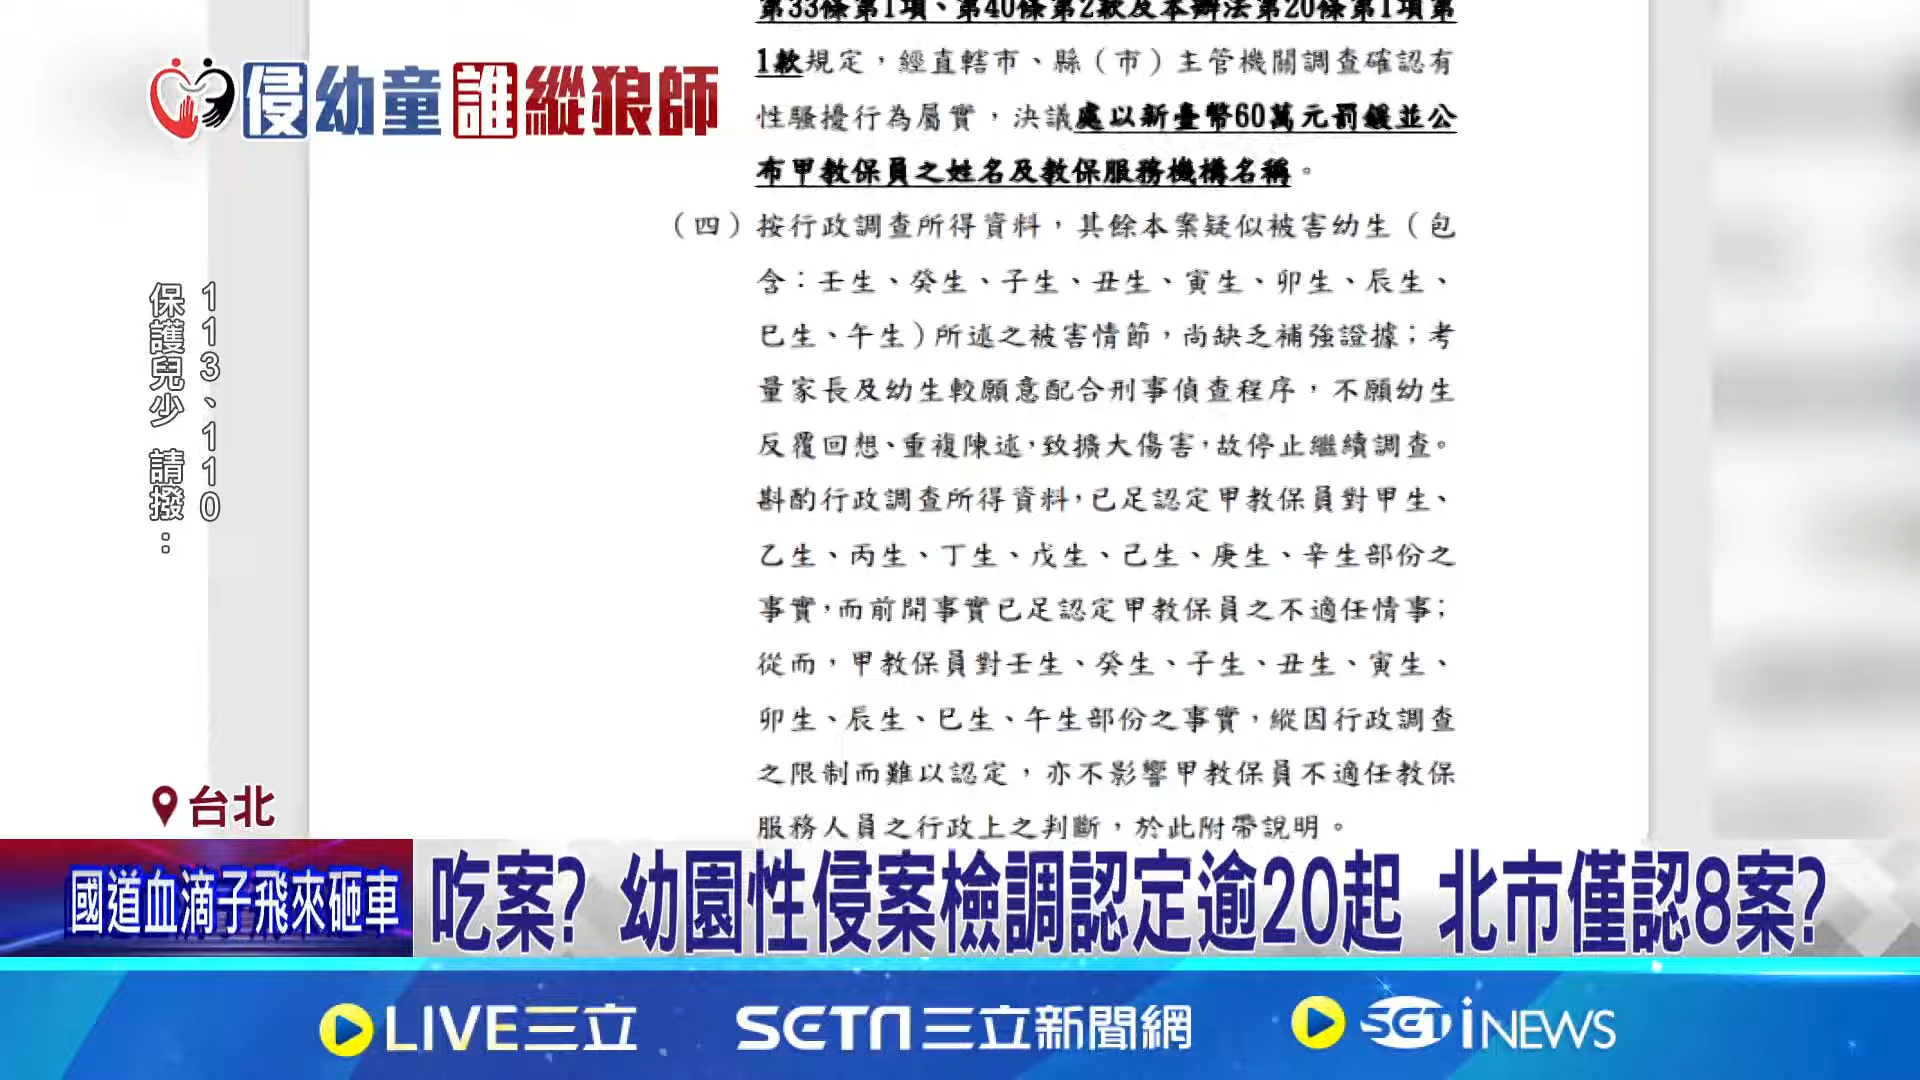 第33條第1項、第40條第2款及本辦法第20條第1項第
1款規定，經直轄市、縣（市）主管機關調查確認有
性騷擾行為屬實，決議處以新臺幣60萬元罰鍰並公
布甲教保員之姓名及教保服務機構名稱。
（四）按行政調查所得資料，其餘本案疑似被害幼生（包
含：壬生、癸生、子生、丑生、寅生、卯生、辰生、
巳生、午生）所述之被害情節，尚缺乏補強證據；考
量家長及幼生較願意配合刑事偵查程序，不願幼生
反覆回想、重複陳述，致擴大傷害，故停止繼續調查。
斟酌行政調查所得資料，已足認定甲教保員對甲生、
乙生、丙生、丁生、戊生、己生、庚生、辛生部份之
事實，而前開事實已足認定甲教保員之不適任情事；
從而，甲教保員對壬生、癸生、子生、丑生、寅生、
卯生、辰生、巳生、午生部份之事實，縱因行政調查
之限制而難以認定，亦不影響甲教保員不適任教保
服務人員之行政上之判斷，於此附帶說明。
侵幼童誰縱狼師
113、110
保護兒少 請撥：
台北
國道血滴子飛來砸車
吃案? 幼園性侵案檢調認定逾20起 北市僅認8案?
LIVE三立
SETN三立新聞網
SETiNEWS